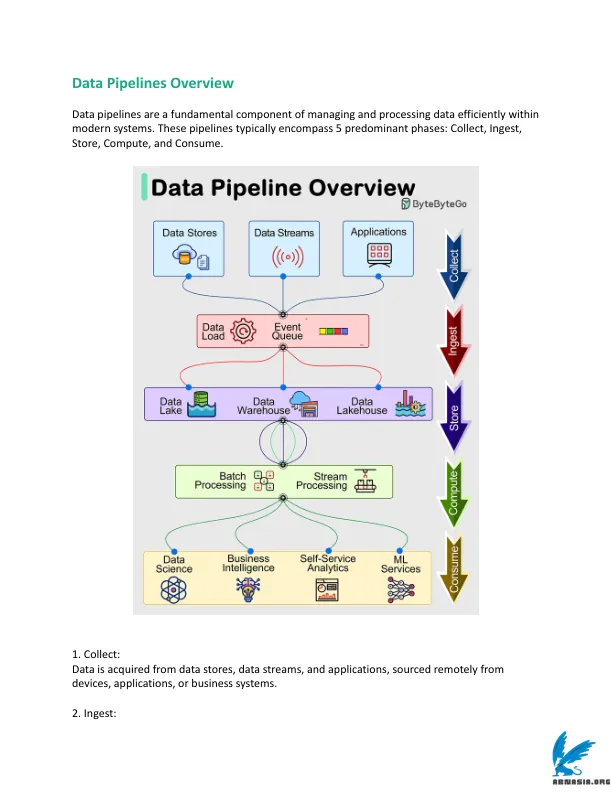 Data Pipelines Overview
Data pipelines are a fundamental component of managing and processing data efficiently within
modern systems. These pipelines typically encompass 5 predominant phases: Collect, Ingest,
Store, Compute, and Consume.
Data Pipeline Overview
ByteByteGo
Data Stores
Data Streams
Applications
Collect
Data
Load
Event
Queue
Ingest
Data
Lake
Data
Warehouse
Data
Lakehouse
Store
Batch
Processing
Stream
Processing
Compute
Data
Science
Business
Intelligence
Self-Service
Analytics
ML
Services
Consume
1. Collect:
Data is acquired from data stores, data streams, and applications, sourced remotely from
devices, applications, or business systems.
2. Ingest:
ABNASIA.ORG